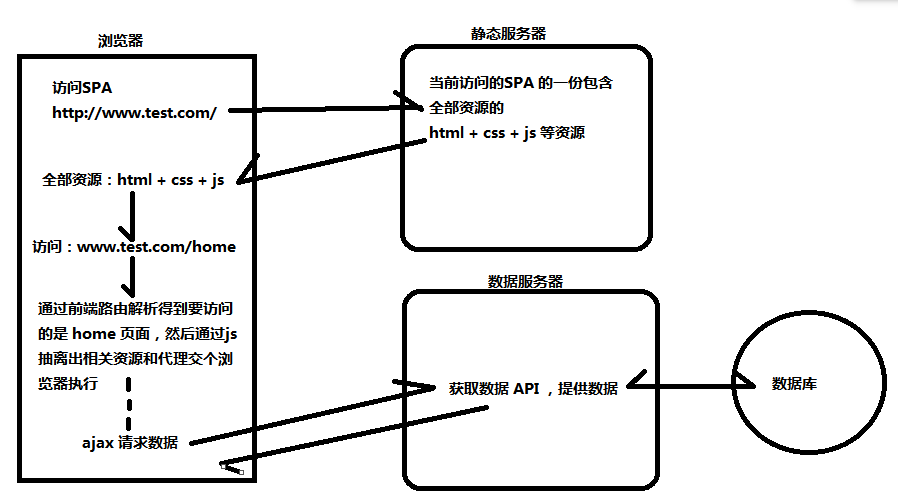 浏览器
静态服务器
访问SPA
http://www.test.com/
当前访问的SPA 的一份包含
全部资源的
html + css + js 等资源
全部资源：html + css + js
访问：www.test.com/home
通过前端路由解析得到要访问
的是 home 页面，然后通过js
抽离出相关资源和代理交个浏
览器执行
ajax 请求数据
数据服务器
获取数据 API ，提供数据
数据库